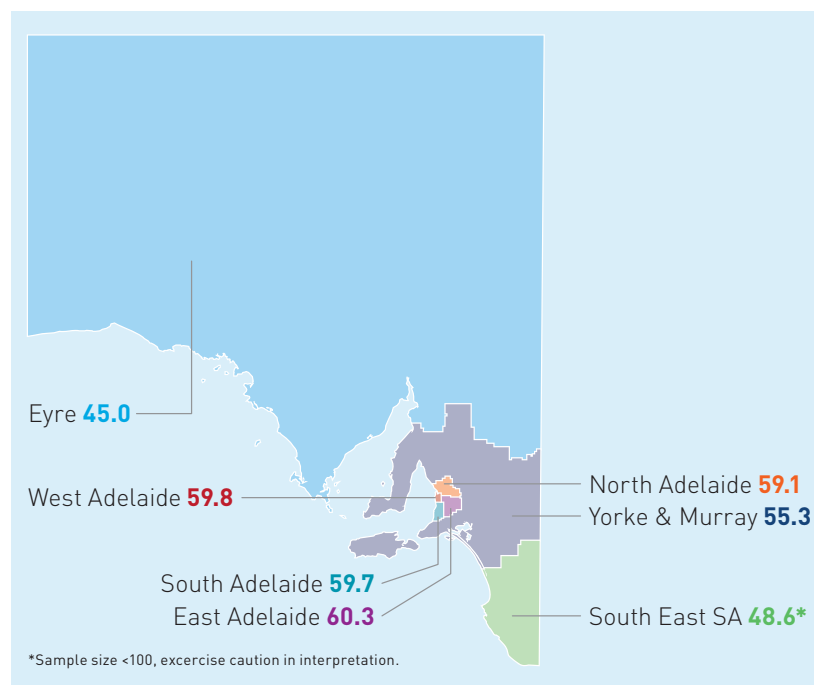 Eyre 45.0
West Adelaide 59.8
North Adelaide 59.1
Yorke & Murray 55.3
South Adelaide 59.7
East Adelaide 60.3
South East SA 48.6*
*Sample size <100, excercise caution in interpretation.